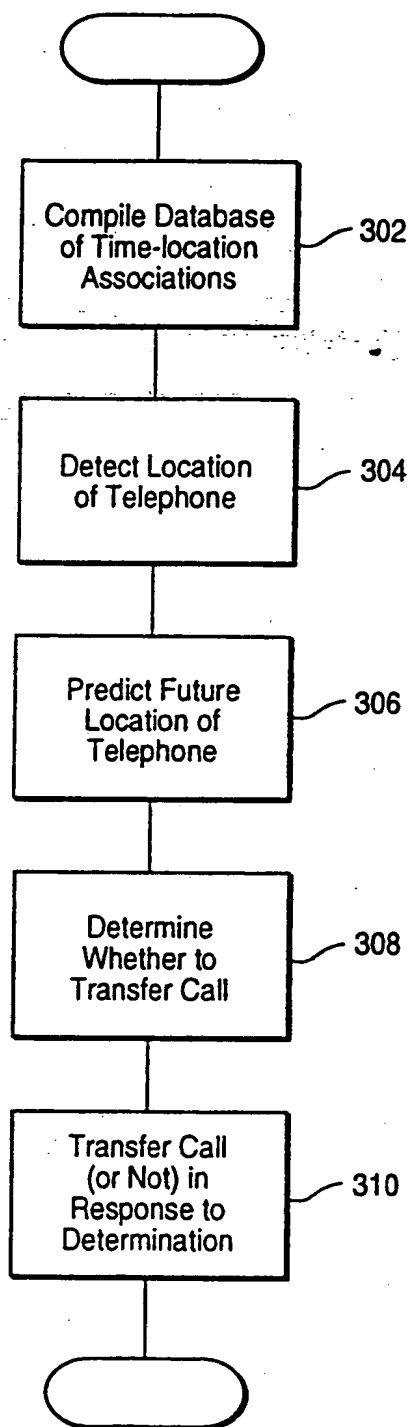 Compile Database
of Time-location
Associations
302
Detect Location
of Telephone
304
Predict Future
Location of
Telephone
306
Determine
Whether to
Transfer Call
308
Transfer Call
(or Not) in
Response to
Determination
310